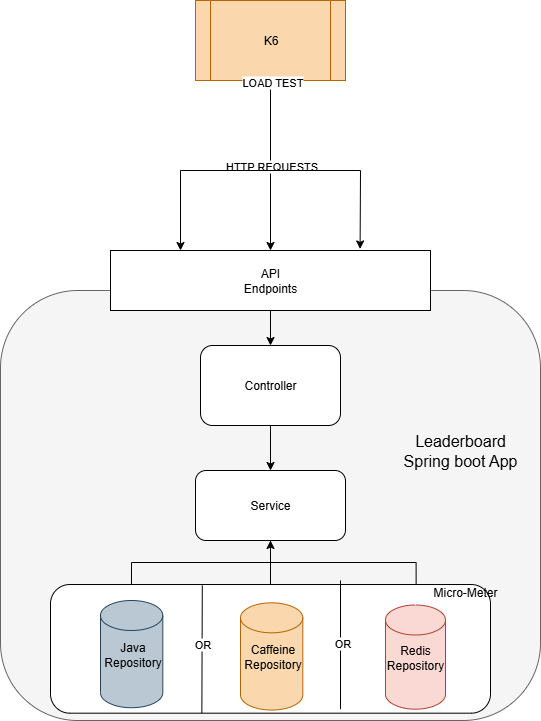 K6
LOAD TEST
HTTP REQUESTS
API
Endpoints
Controller
Leaderboard
Spring boot App
Service
Micro-Meter
Java
Repository
OR
Caffeine
Repository
OR
Redis
Repository